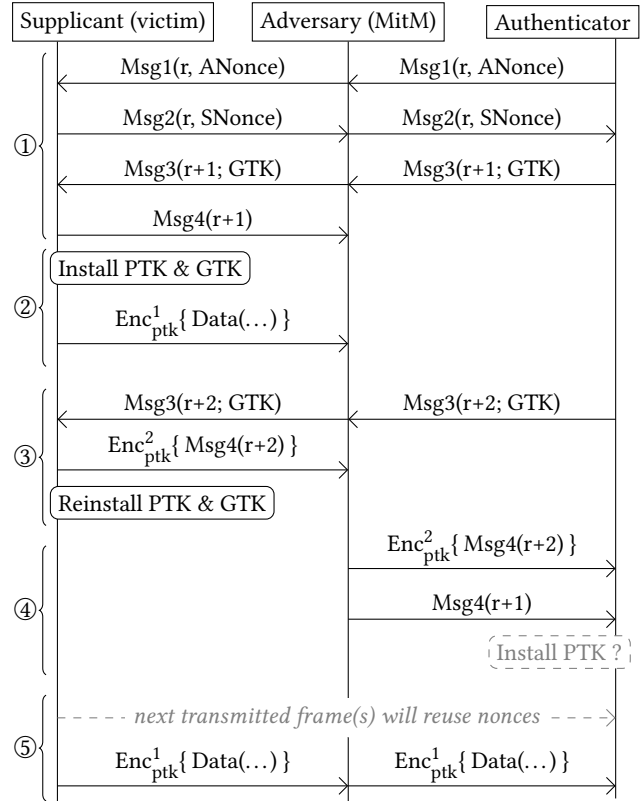 Supplicant (victim) Adversary (MitM) Authenticator
Msg1(r, ANonce) Msg1(r, ANonce)
Msg2(r, SNonce) Msg2(r, SNonce)
①
Msg3(r+1; GTK) Msg3(r+1; GTK)
Msg4(r+1)
Install PTK & GTK
②
Enc¹ₚₜₖ{ Data(…) }
Msg3(r+2; GTK) Msg3(r+2; GTK)
③
Enc²ₚₜₖ{ Msg4(r+2) }
Reinstall PTK & GTK
Enc²ₚₜₖ{ Msg4(r+2) }
④
Msg4(r+1)
Install PTK ?
next transmitted frame(s) will reuse nonces
⑤
Enc¹ₚₜₖ{ Data(…) } Enc¹ₚₜₖ{ Data(…) }